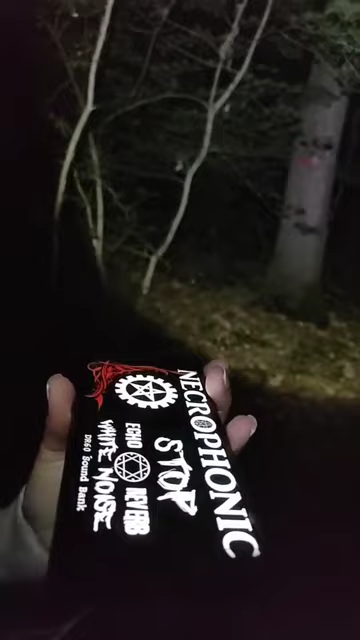 NECROPHONIC
STOP
ECHO REVERB
WHITE NOISE
DR60 Sound Bank